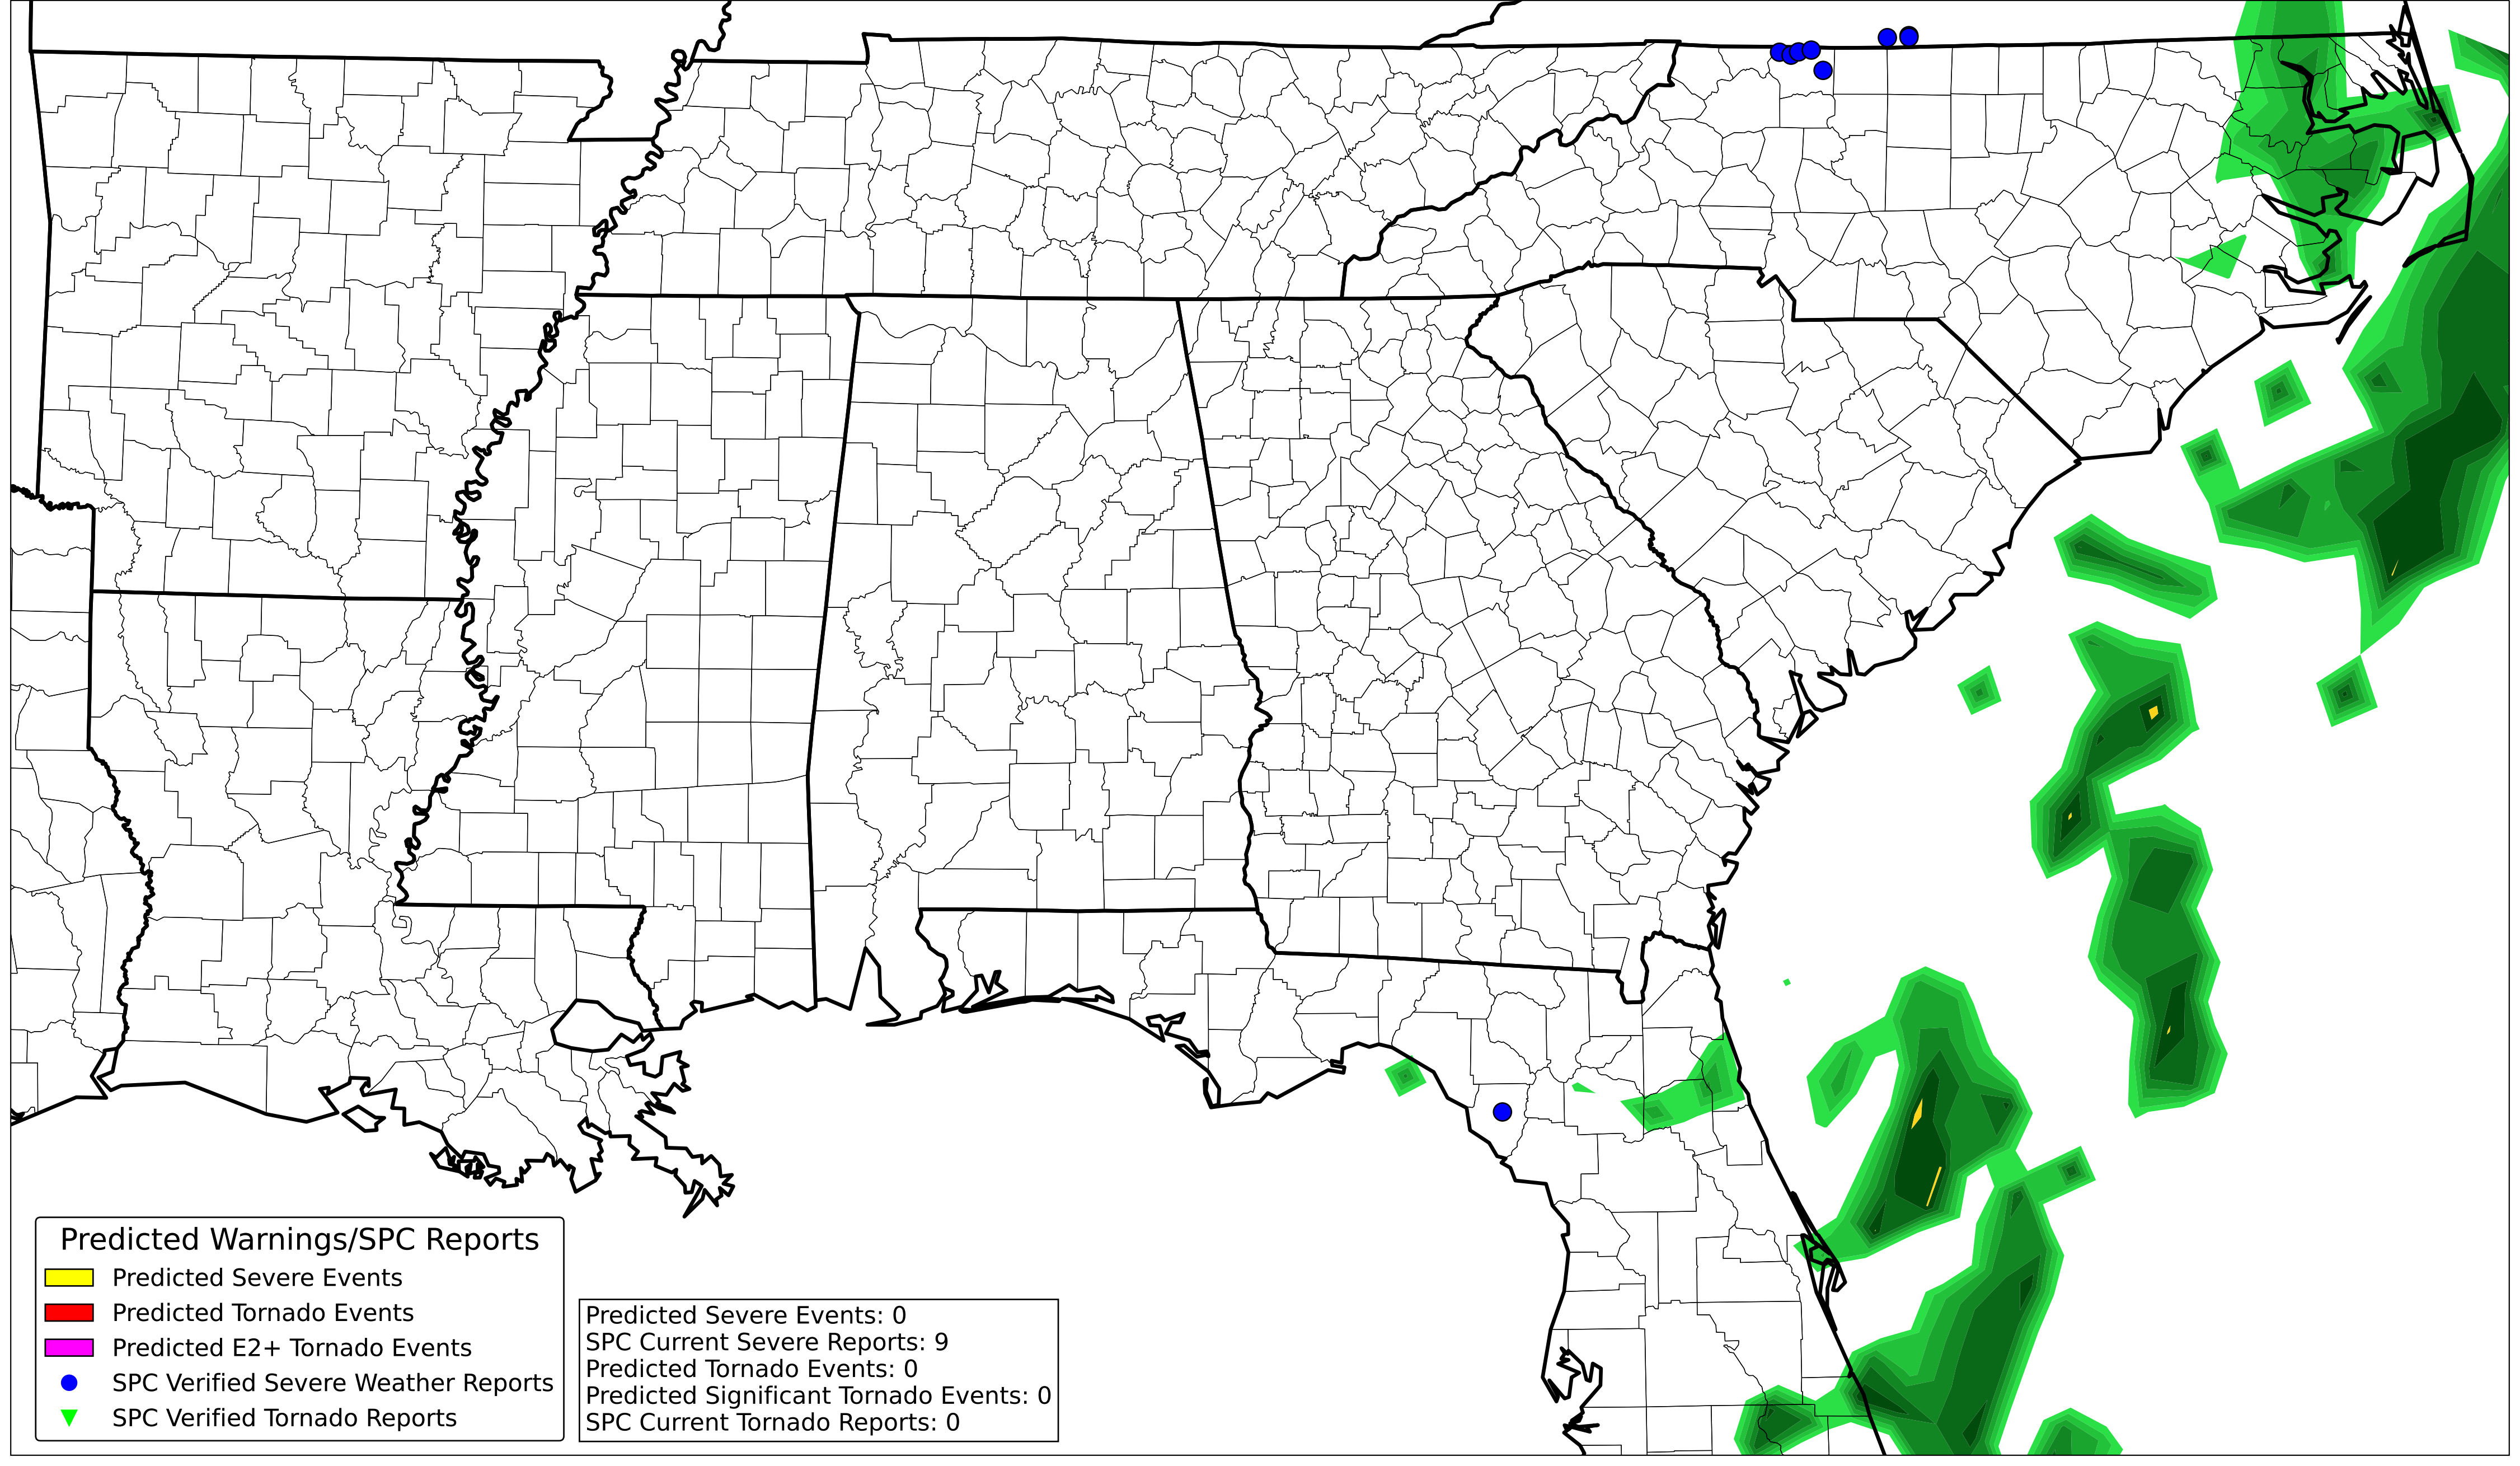 Predicted Warnings/SPC Reports
Predicted Severe Events
Predicted Tornado Events
Predicted E2+ Tornado Events
SPC Verified Severe Weather Reports
SPC Verified Tornado Reports
Predicted Severe Events: 0
SPC Current Severe Reports: 9
Predicted Tornado Events: 0
Predicted Significant Tornado Events: 0
SPC Current Tornado Reports: 0